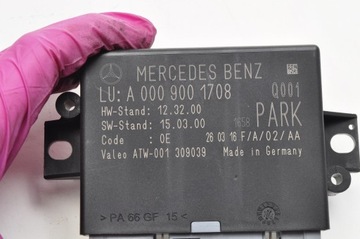 MERCEDES BENZ
LU: A 000 900 1708 Q001
HW-Stand: 12.32.00
SW-Stand: 15.03.00 1658 PARK
Code : 0E 26 03 16 F/A/02/AA
Valeo ATW-001 309039 Made in Germany
>PA 66 GF 15<